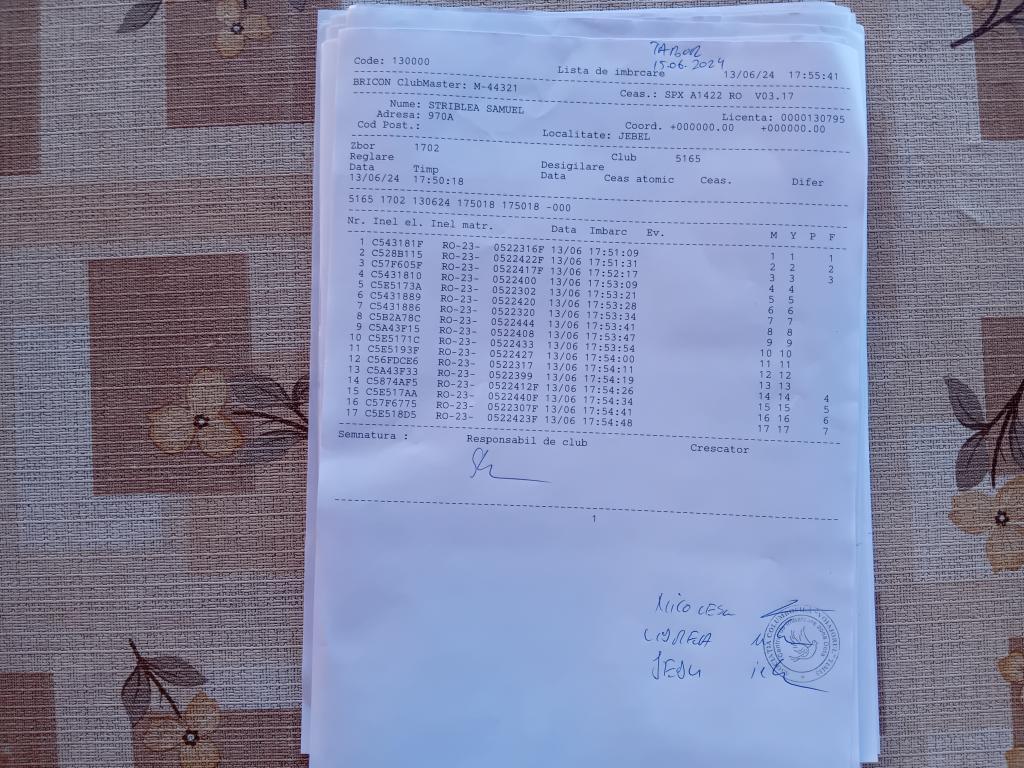 TABOR
15.06.2024
Code: 130000 Lista de imbrcare 13/06/24 17:55:41
BRICON ClubMaster: M-44321 Ceas.: SPX A1422 RO V03.17
Nume: STRIBLEA SAMUEL Licenta: 0000130795
Adresa: 970A Coord. +000000.00 +000000.00
Cod Post.: Localitate: JEBEL
Zbor 1702 Club 5165
Reglare Desigilare
Data Timp Data Ceas atomic Ceas. Difer
13/06/24 17:50:18
5165 1702 130624 175018 175018 -000
Nr. Inel el. Inel matr. Data Imbarc Ev. M Y P F
1 C543181F RO-23- 0522316F 13/06 17:51:09 1 1 1
2 C528B115 RO-23- 0522422F 13/06 17:51:31 2 2 2
3 C57F605F RO-23- 0522417F 13/06 17:52:17 3 3 3
4 C5431810 RO-23- 0522400 13/06 17:53:09 4 4
5 C5E5173A RO-23- 0522302 13/06 17:53:21 5 5
6 C5431889 RO-23- 0522420 13/06 17:53:28 6 6
7 C5431886 RO-23- 0522320 13/06 17:53:34 7 7
8 C5B2A78C RO-23- 0522444 13/06 17:53:41 8 8
9 C5A43F15 RO-23- 0522408 13/06 17:53:47 9 9
10 C5E5171C RO-23- 0522433 13/06 17:53:54 10 10
11 C5E5193F RO-23- 0522427 13/06 17:54:00 11 11
12 C56FDCE6 RO-23- 0522317 13/06 17:54:11 12 12
13 C5A43F33 RO-23- 0522399 13/06 17:54:19 13 13
14 C5874AF5 RO-23- 0522412F 13/06 17:54:26 14 14 4
15 C5E517AA RO-23- 0522440F 13/06 17:54:34 15 15 5
16 C57F6775 RO-23- 0522307F 13/06 17:54:41 16 16 6
17 C5E518D5 RO-23- 0522423F 13/06 17:54:48 17 17 7
Semnatura : Responsabil de club Crescator
1